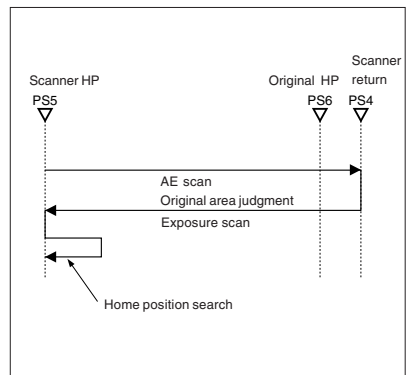 Scanner
Scanner HP
Original HP
return
PS5
PS6
PS4
AE scan
Original area judgment
Exposure scan
Home position search